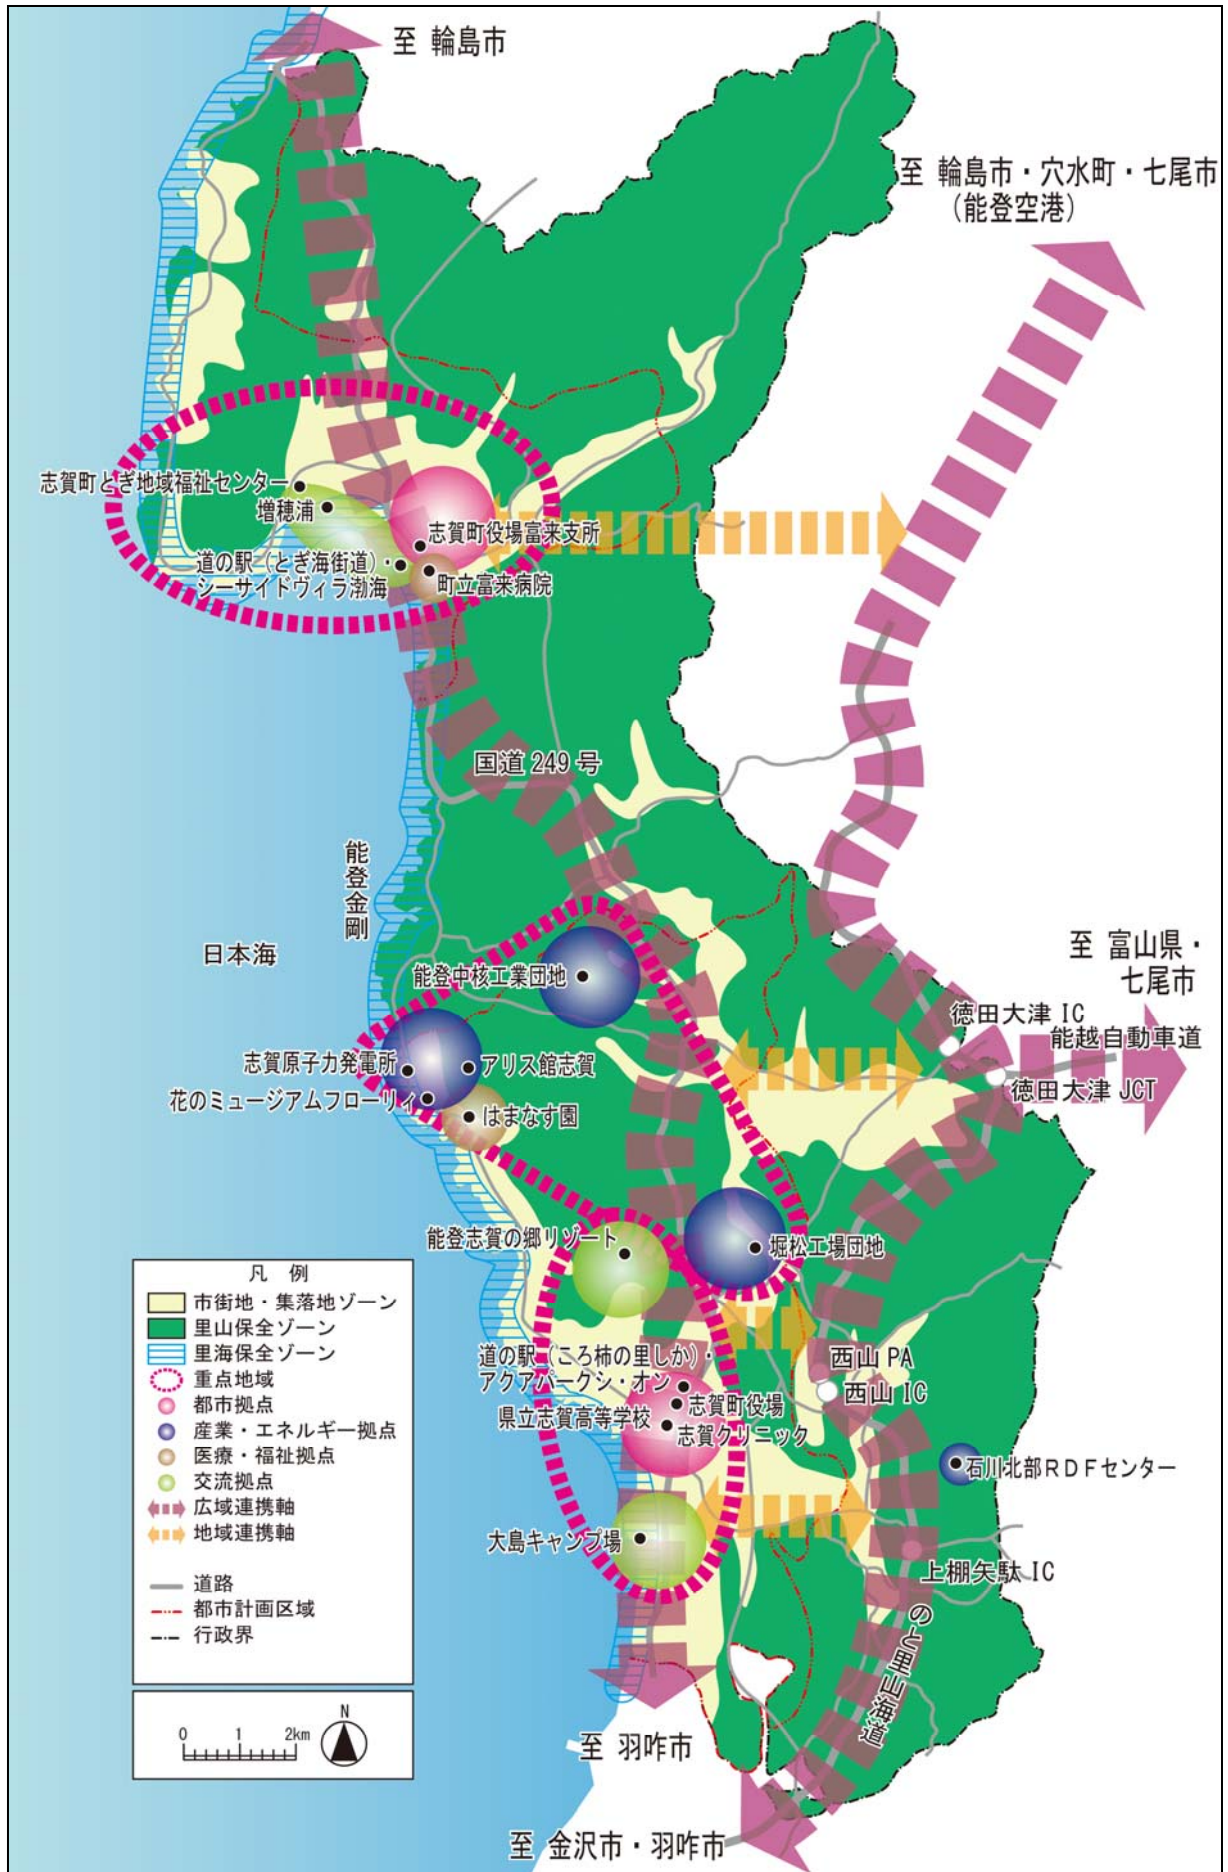 至 輪島市
至 輪島市・穴水町・七尾市
(能登空港)
志賀町とぎ地域福祉センター
増穂浦
志賀町役場富来支所
道の駅(とぎ海街道)・
シーサイドヴィラ渤海
町立富来病院
国道249号
能登金剛
日本海
至 富山県・
七尾市
能登中核工業団地
徳田大津IC
能越自動車道
志賀原子力発電所
アリス館志賀
徳田大津JCT
花のミュージアムフローリィ
はまなす園
能登志賀の郷リゾート
堀松工場団地
道の駅(ころ柿の里しか)・
アクアパークシ・オン
西山PA
西山IC
志賀町役場
県立志賀高等学校
志賀クリニック
石川北部RDFセンター
大島キャンプ場
上棚矢駄IC
のと里山海道
至 羽咋市
至 金沢市・羽咋市
凡 例
市街地・集落地ゾーン
里山保全ゾーン
里海保全ゾーン
重点地域
都市拠点
産業・エネルギー拠点
医療・福祉拠点
交流拠点
広域連携軸
地域連携軸
道路
都市計画区域
行政界
0 1 2km
N